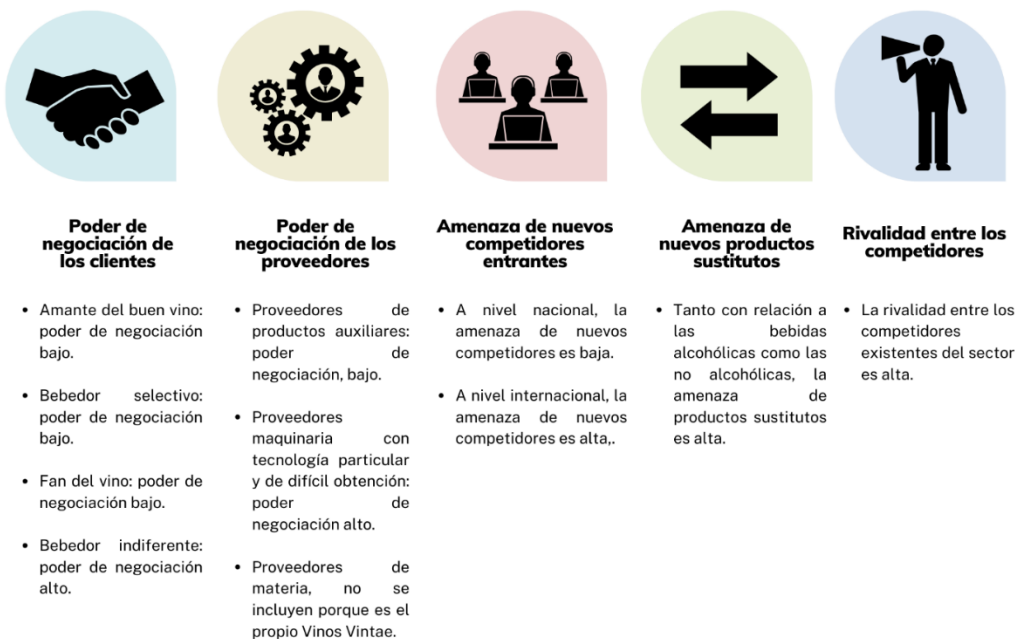 Poder de
negociación de
los clientes
• Amante del buen vino:
poder de negociación
bajo.
• Bebedor selectivo:
poder de negociación
bajo.
• Fan del vino: poder de
negociación bajo.
• Bebedor indiferente:
poder de negociación
alto.
Poder de
negociación de los
proveedores
• Proveedores de
productos auxiliares:
poder de
negociación, bajo.
• Proveedores
maquinaria con
tecnología particular
y de difícil obtención:
poder de
negociación alto.
• Proveedores de
materia, no se
incluyen porque es el
propio Vinos Vintae.
Amenaza de nuevos
competidores
entrantes
• A nivel nacional, la
amenaza de nuevos
competidores es baja.
• A nivel internacional, la
amenaza de nuevos
competidores es alta,.
Amenaza de
nuevos productos
sustitutos
• Tanto con relación a
las bebidas
alcohólicas como las
no alcohólicas, la
amenaza de
productos sustitutos
es alta.
Rivalidad entre los
competidores
• La rivalidad entre los
competidores
existentes del sector
es alta.